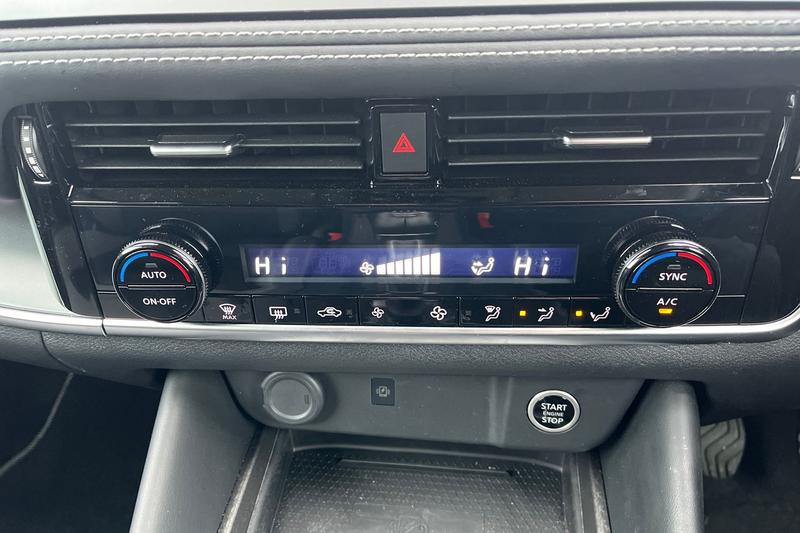 Hi
Hi
AUTO
ON·OFF
SYNC
A/C
MAX
START
ENGINE
STOP